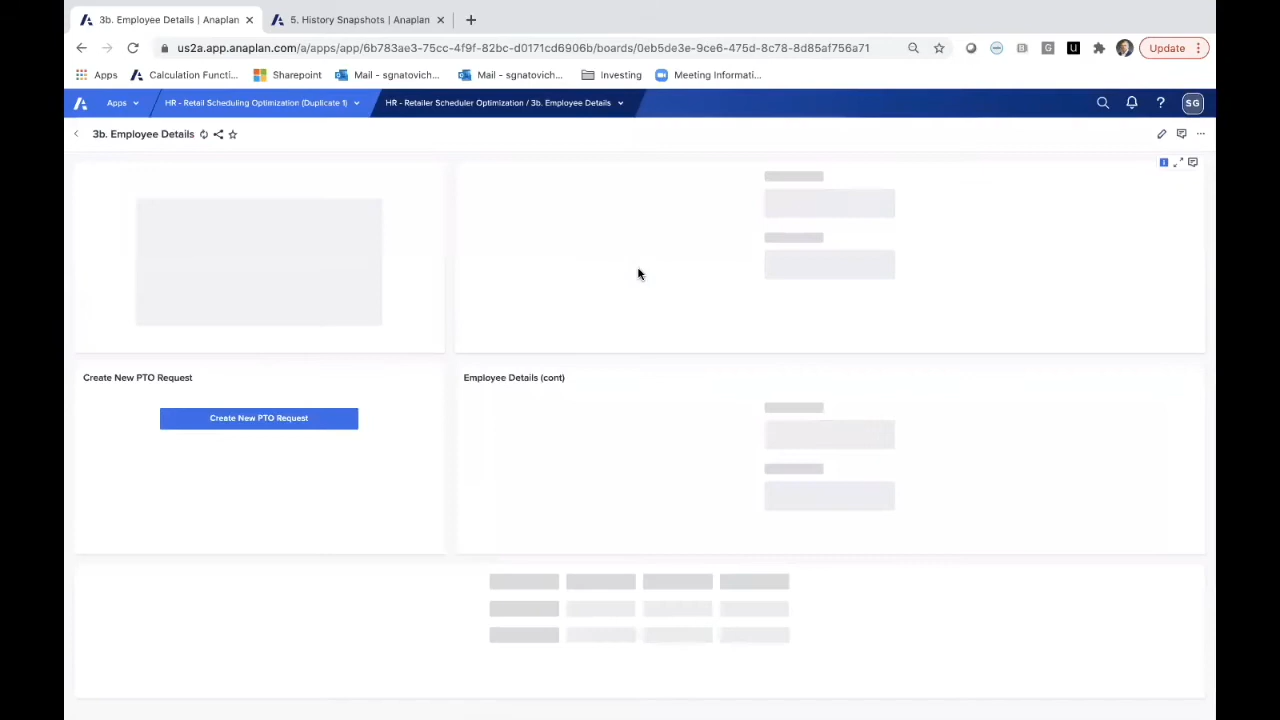 3b. Employee Details | Anaplan
5. History Snapshots | Anaplan
us2a.app.anaplan.com/a/apps/app/6b783ae3-75cc-4f9f-82bc-d0171cd6906b/boards/0eb5de3e-9ce6-475d-8c78-8d85af756a71
Update
Apps
Calculation Functi...
Sharepoint
Mail - sgnatovich...
Mail - sgnatovich...
Investing
Meeting Informati...
Apps
HR - Retail Scheduling Optimization (Duplicate 1)
HR - Retailer Scheduler Optimization / 3b. Employee Details
SG
3b. Employee Details
Create New PTO Request
Employee Details (cont)
Create New PTO Request